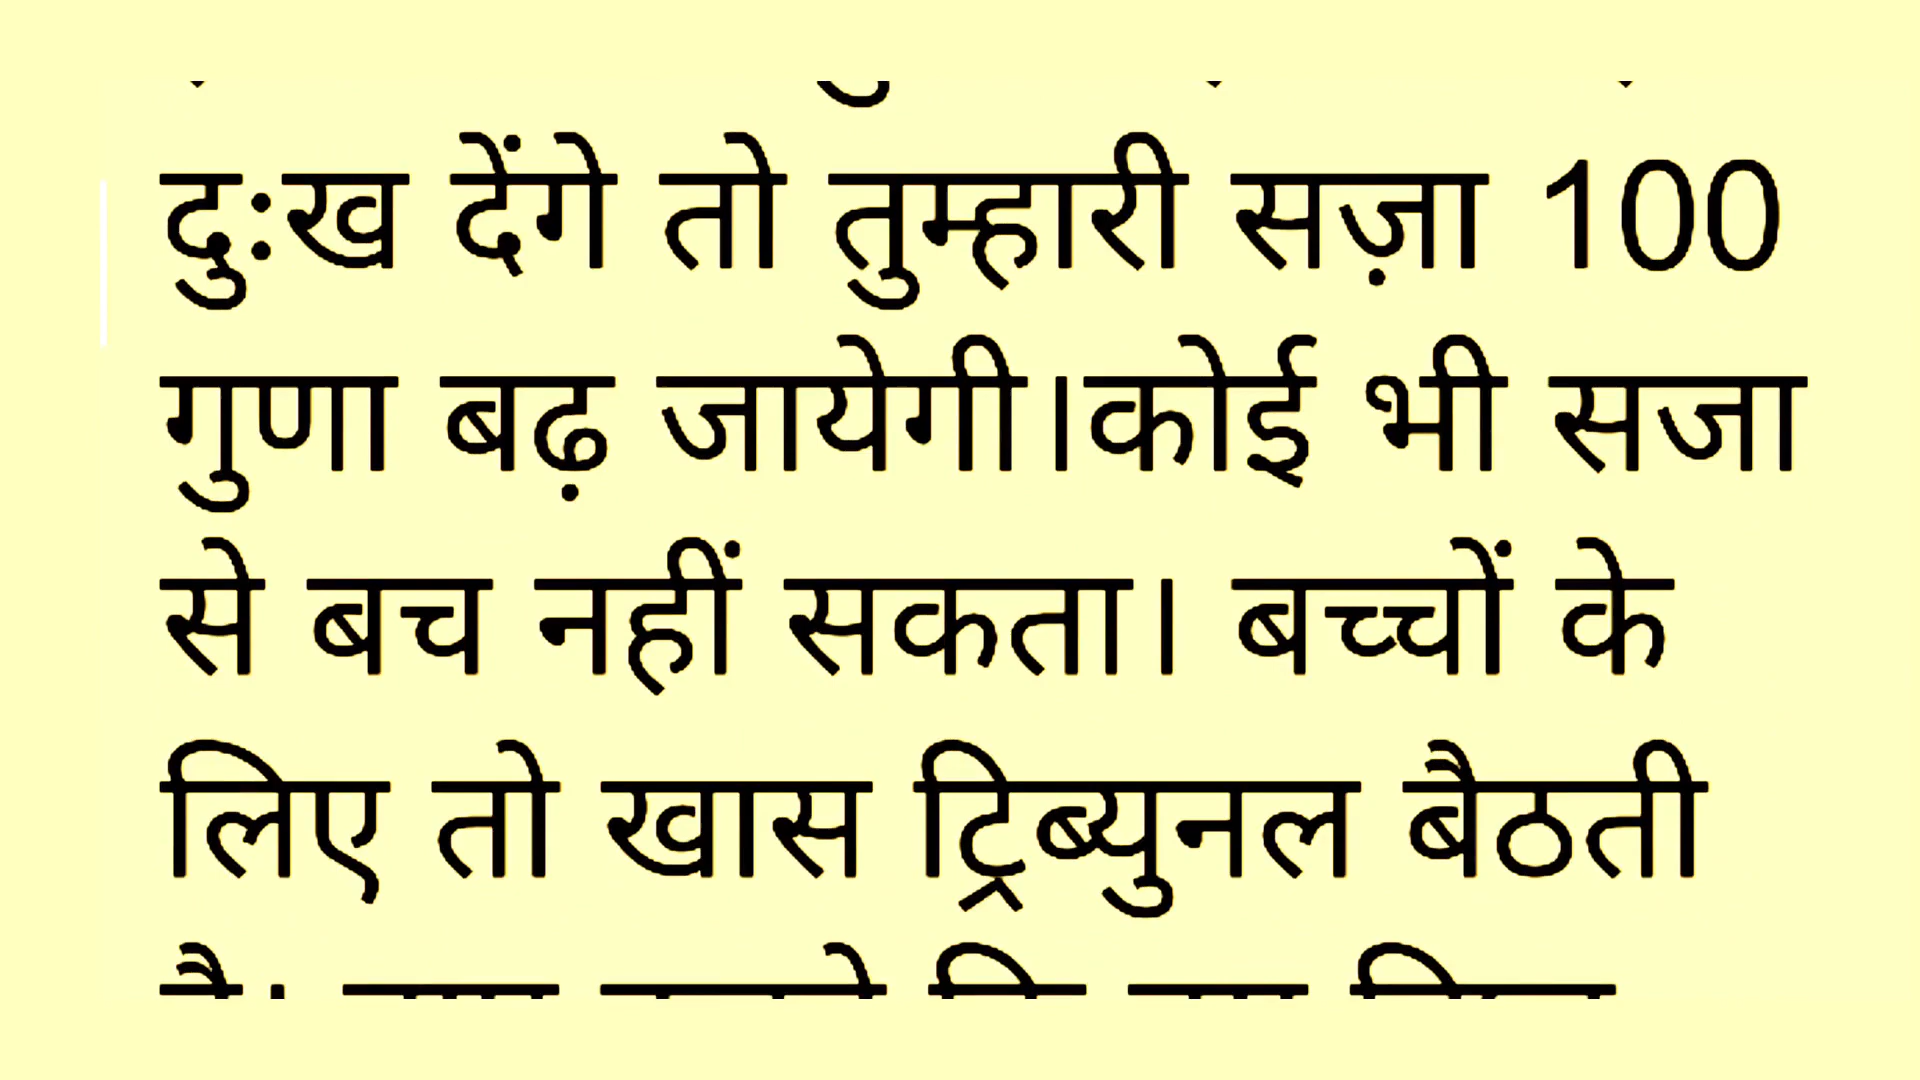 दुःख देंगे तो तुम्हारी सज़ा 100
गुणा बढ़ जायेगी।कोई भी सजा
से बच नहीं सकता। बच्चों के
लिए तो खास ट्रिब्युनल बैठती